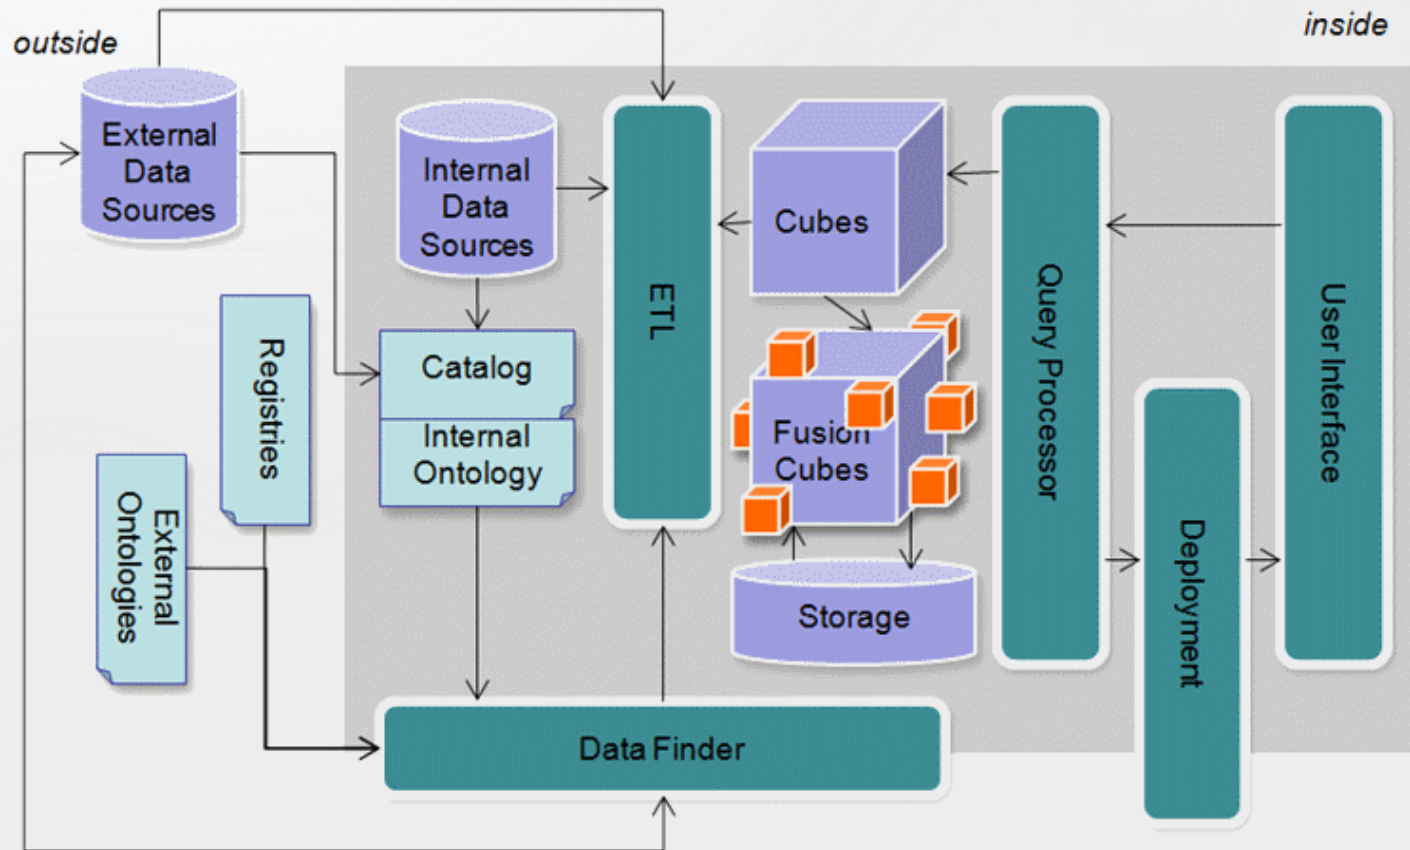 outside
inside
External
Data
Sources
Internal
Data
Sources
ETL
Cubes
Query Processor
User Interface
Registries
Catalog
Internal
Ontology
Fusion
Cubes
External
Ontologies
Deployment
Storage
Data Finder